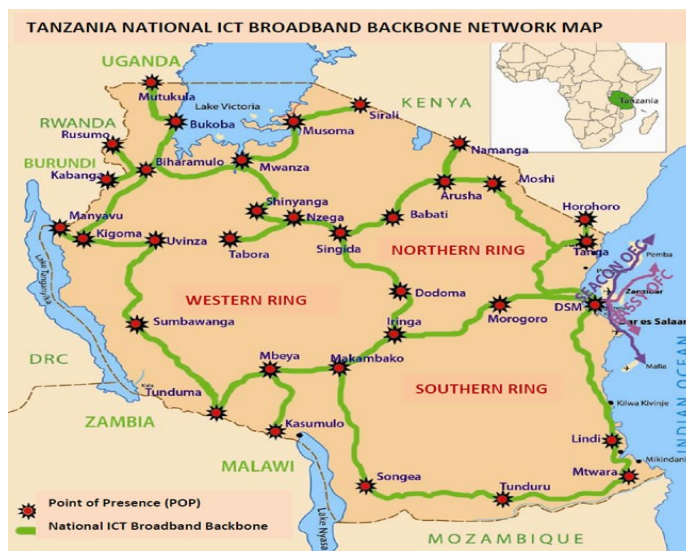 TANZANIA NATIONAL ICT BROADBAND BACKBONE NETWORK MAP
UGANDA
Mutukula
Lake Victoria
KENYA
Tanzania
RWANDA
Rusumo
Bukoba
Musoma
Sirali
BURUNDI
Kabanga
Biharamulo
Mwanza
Namanga
Manyavu
Shinyanga
Nzega
Babati
Arusha
Moshi
Horohoro
Kigoma
Uvinza
Tabora
Singida
NORTHERN RING
Tanga
Pemba
SEACON OFC
Lake Tanganyika
WESTERN RING
Dodoma
Zanzibar
DSM
Sumbawanga
Iringa
Morogoro
Dar es Salaam
DRC
Mbeya
Makambako
Mafia
Tunduma
SOUTHERN RING
ZAMBIA
Kasumulo
Kilwa Kivinje
INDIAN OCEAN
MALAWI
Lindi
Mikindani
Songea
Tunduru
Mtwara
Point of Presence (POP)
National ICT Broadband Backbone
Lake Nyasa
MOZAMBIQUE